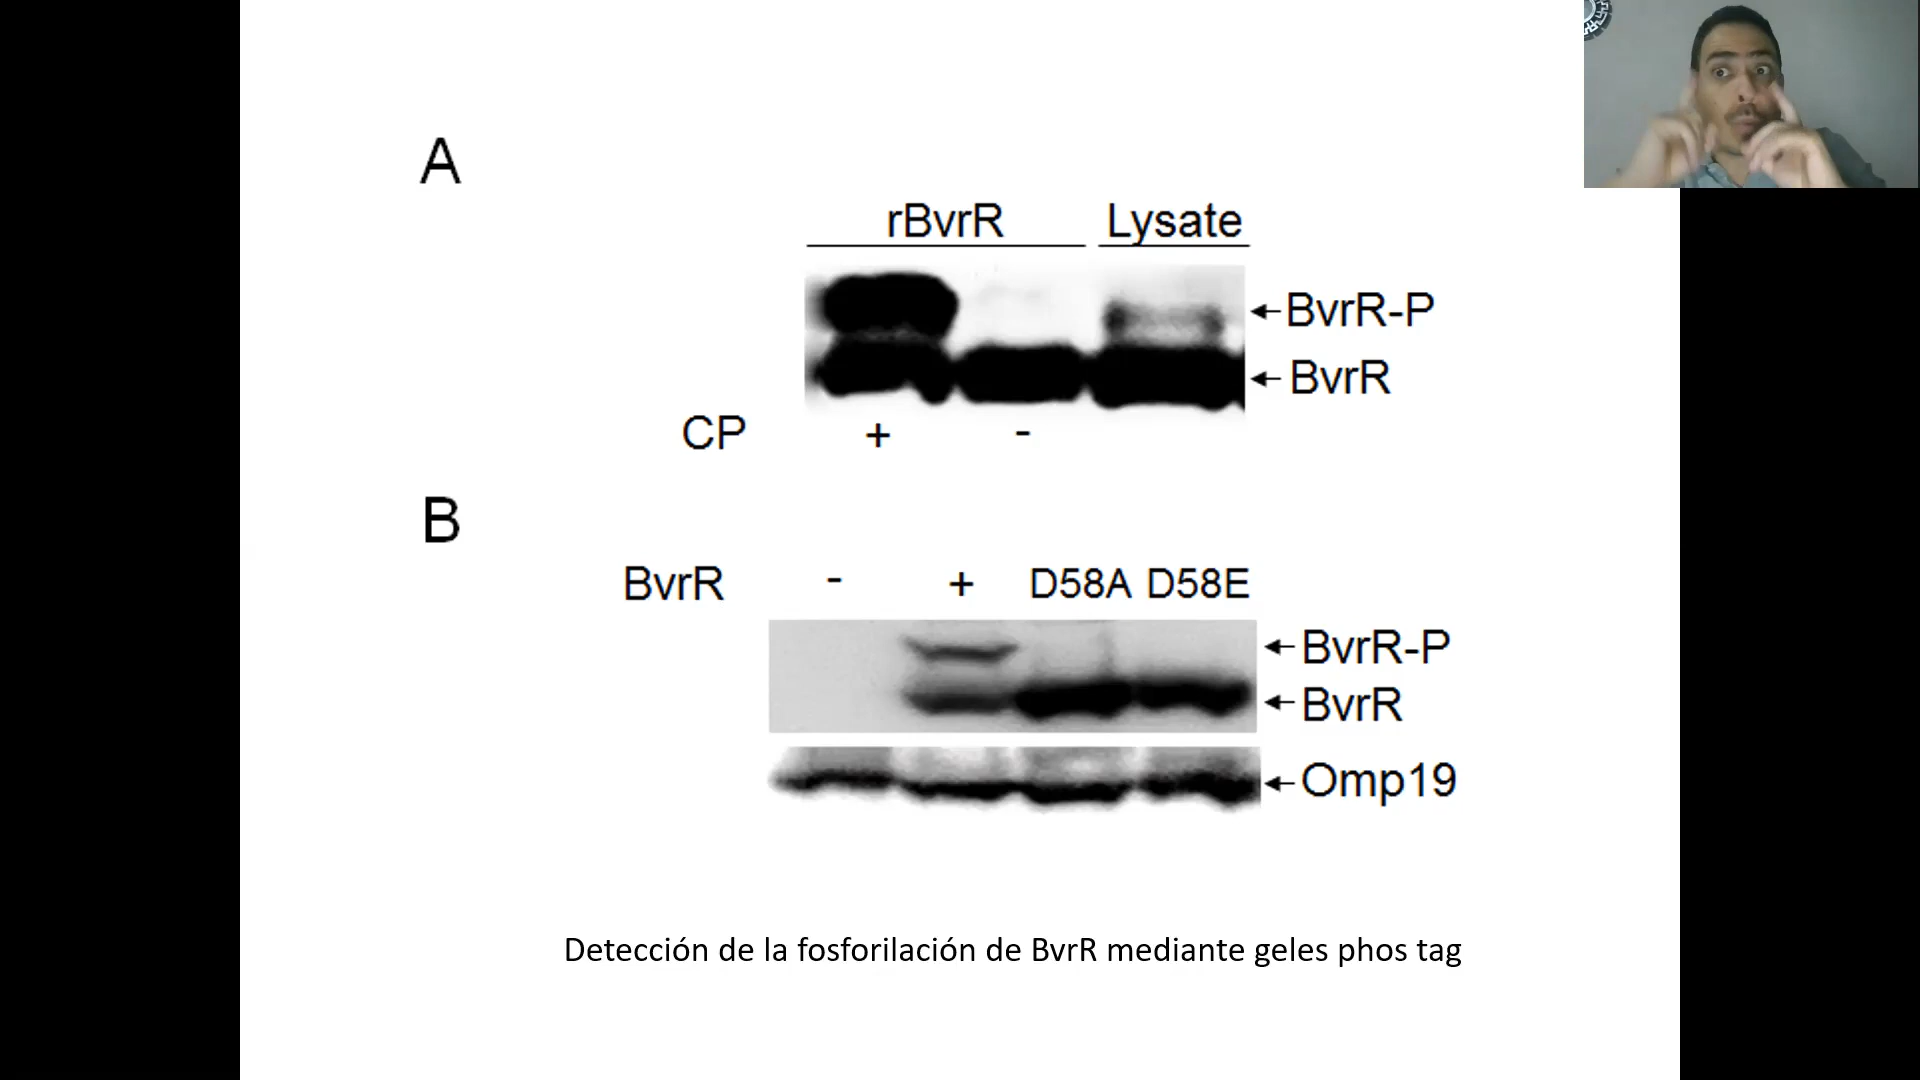 A
rBvrR Lysate
←BvrR-P
←BvrR
CP + -
B
BvrR - + D58A D58E
←BvrR-P
←BvrR
←Omp19
Detección de la fosforilación de BvrR mediante geles phos tag